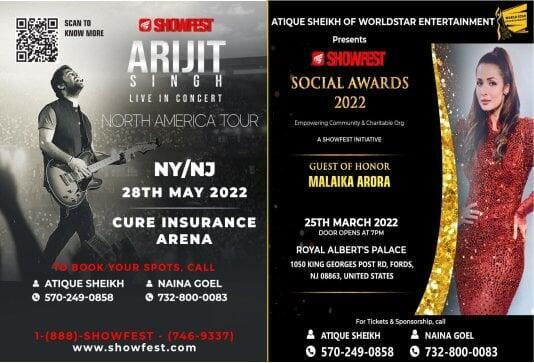 SCAN TO
KNOW MORE
SHOWFEST
ARIJIT
SINGH
LIVE IN CONCERT
NORTH AMERICA TOUR
NY/NJ
28TH MAY 2022
CURE INSURANCE
ARENA
TO BOOK YOUR SPOTS, CALL
ATIQUE SHEIKH
570-249-0858
NAINA GOEL
732-800-0083
1-(888)-SHOWFEST - (746-9337)
www.showfest.com
ATIQUE SHEIKH OF WORLDSTAR ENTERTAINMENT
Presents
SHOWFEST
SOCIAL AWARDS
2022
Empowering Community & Charitable Org
A SHOWFEST INITIATIVE
GUEST OF HONOR
MALAIKA ARORA
25TH MARCH 2022
DOOR OPENS AT 7PM
ROYAL ALBERT'S PALACE
1050 KING GEORGES POST RD, FORDS,
NJ 08863, UNITED STATES
For Tickets & Sponsorship, call
ATIQUE SHEIKH
570-249-0858
NAINA GOEL
732-800-0083